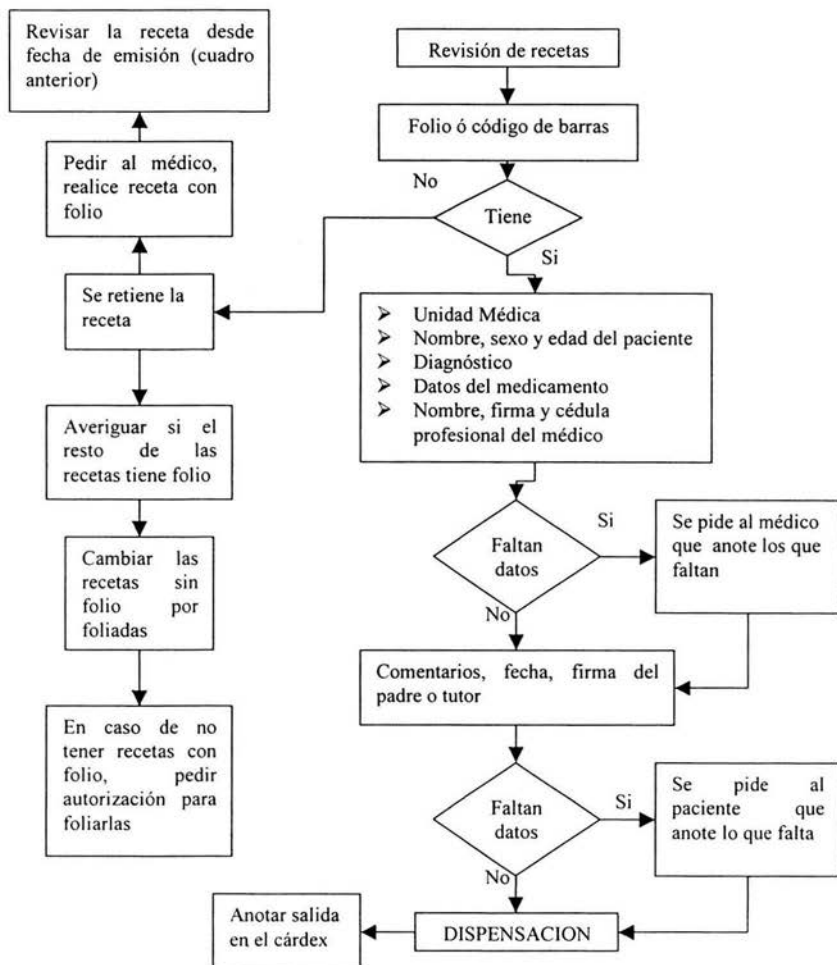 Revisar la receta desde
fecha de emisión (cuadro
anterior)
Revisión de recetas
Folio ó código de barras
Pedir al médico,
realice receta con
folio
No
Tiene
Si
Se retiene la
receta
➢ Unidad Médica
➢ Nombre, sexo y edad del paciente
➢ Diagnóstico
➢ Datos del medicamento
➢ Nombre, firma y cédula
profesional del médico
Averiguar si el
resto de las
recetas tiene folio
Faltan
datos
Si
Se pide al médico
que anote los que
faltan
No
Cambiar las
recetas sin
folio por
foliadas
Comentarios, fecha, firma del
padre o tutor
En caso de no
tener recetas con
folio, pedir
autorización para
foliarlas
Faltan
datos
Si
Se pide al
paciente que
anote lo que falta
No
Anotar salida
en el cárdex
DISPENSACION